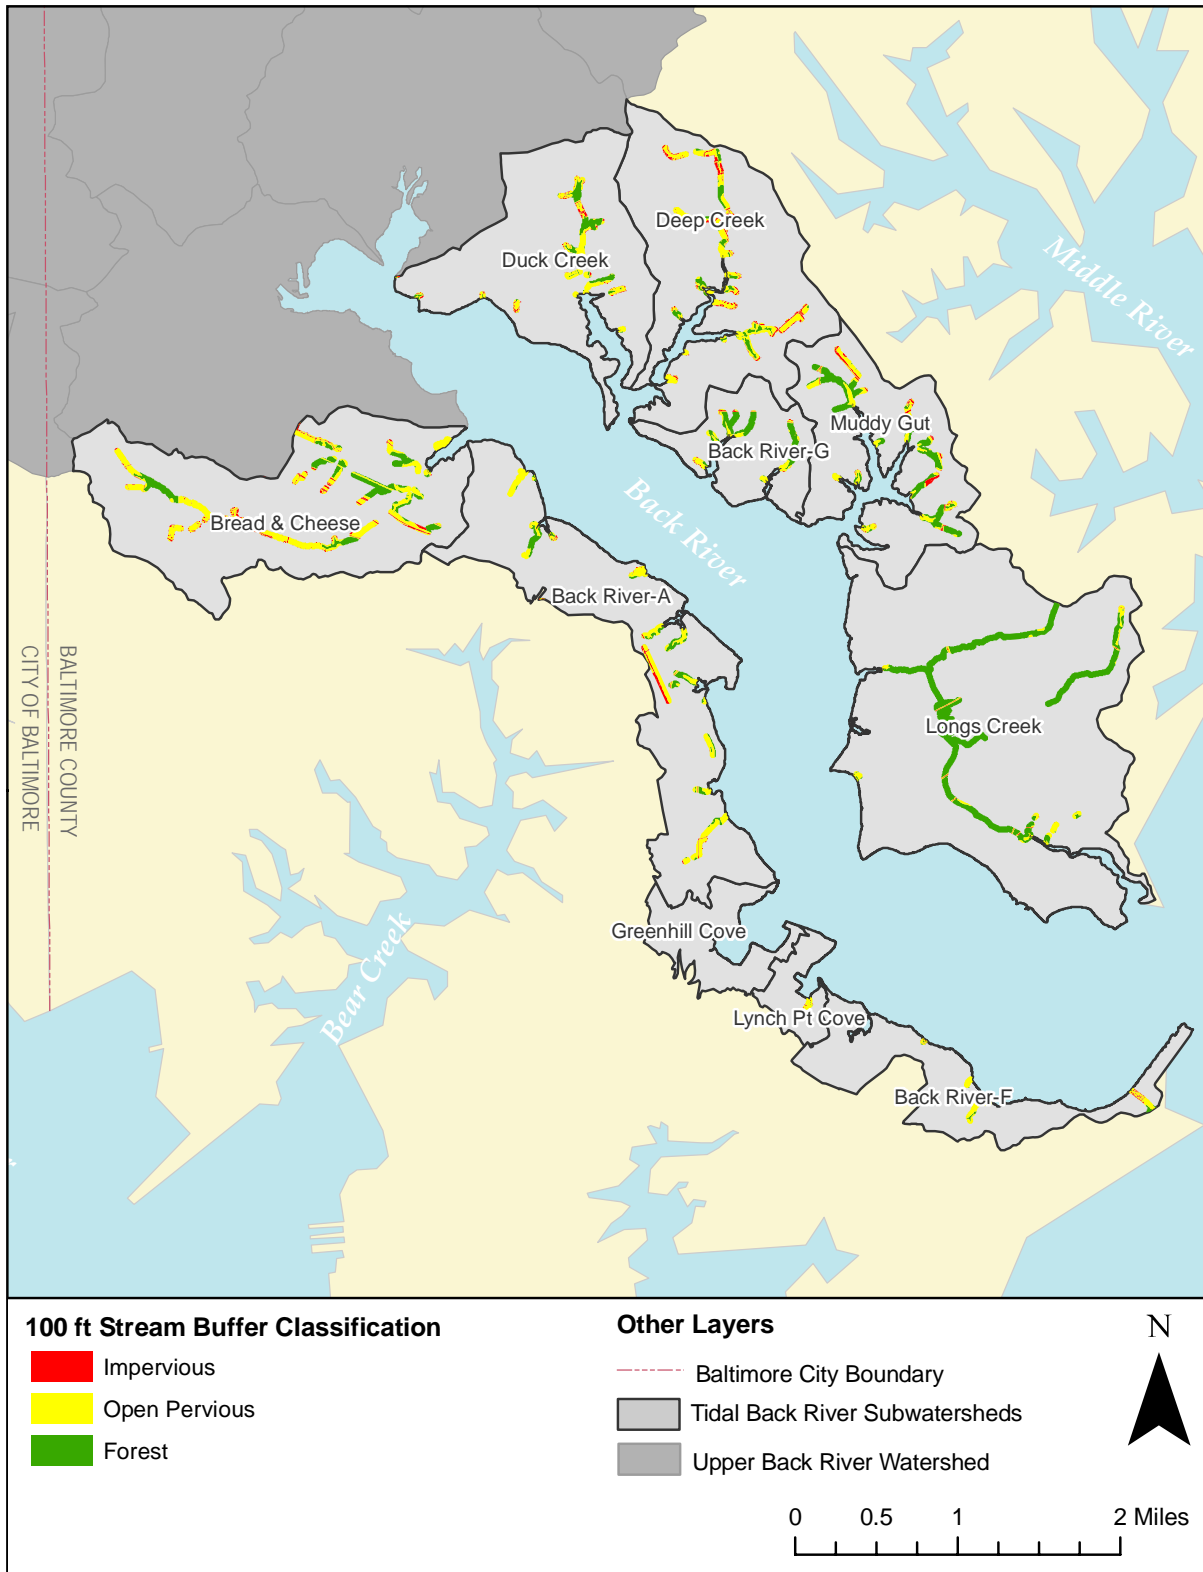 Deep Creek
Duck Creek
Middle River
Muddy Gut
Back River-G
Back River
Bread & Cheese
Back River-A
BALTIMORE COUNTY
CITY OF BALTIMORE
Longs Creek
Greenhill Cove
Bear Creek
Lynch Pt Cove
Back River-F
100 ft Stream Buffer Classification
Impervious
Open Pervious
Forest
Other Layers
Baltimore City Boundary
Tidal Back River Subwatersheds
Upper Back River Watershed
N
0 0.5 1 2 Miles